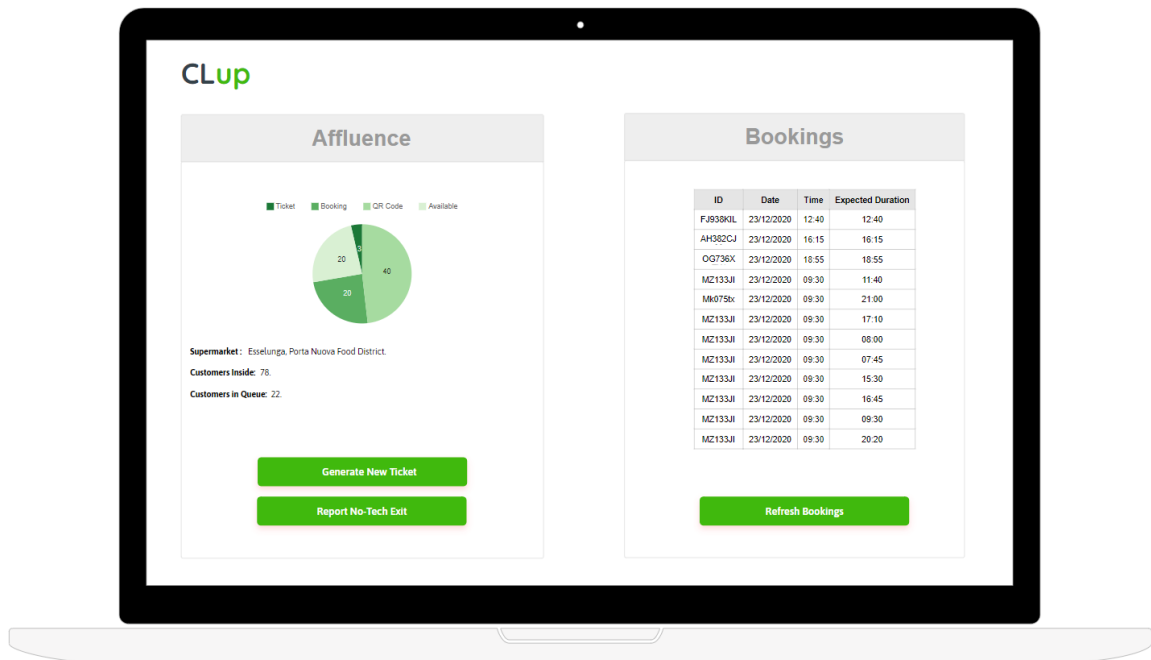 CLup
Affluence
Ticket Booking QR Code Available
3
20
40
20
Supermarket : Esselunga, Porta Nuova Food District.
Customers Inside: 78.
Customers in Queue: 22.
Generate New Ticket
Report No-Tech Exit
Bookings
ID Date Time Expected Duration
FJ938KIL 23/12/2020 12:40 12:40
AH382CJ 23/12/2020 16:15 16:15
OG736X 23/12/2020 18:55 18:55
MZ133JI 23/12/2020 09:30 11:40
Mk075tx 23/12/2020 09:30 21:00
MZ133JI 23/12/2020 09:30 17:10
MZ133JI 23/12/2020 09:30 08:00
MZ133JI 23/12/2020 09:30 07:45
MZ133JI 23/12/2020 09:30 15:30
MZ133JI 23/12/2020 09:30 16:45
MZ133JI 23/12/2020 09:30 09:30
MZ133JI 23/12/2020 09:30 20:20
Refresh Bookings